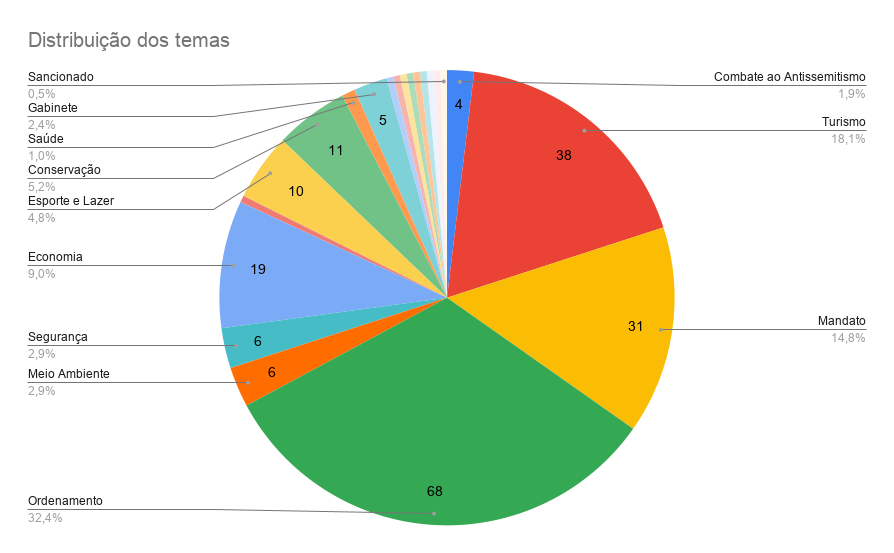 Distribuição dos temas
Sancionado
0,5%
Gabinete
2,4%
Saúde
1,0%
Conservação
5,2%
Esporte e Lazer
4,8%
Economia
9,0%
Segurança
2,9%
Meio Ambiente
2,9%
Ordenamento
32,4%
Combate ao Antissemitismo
1,9%
Turismo
18,1%
Mandato
14,8%
4
38
31
68
6
6
19
10
11
5